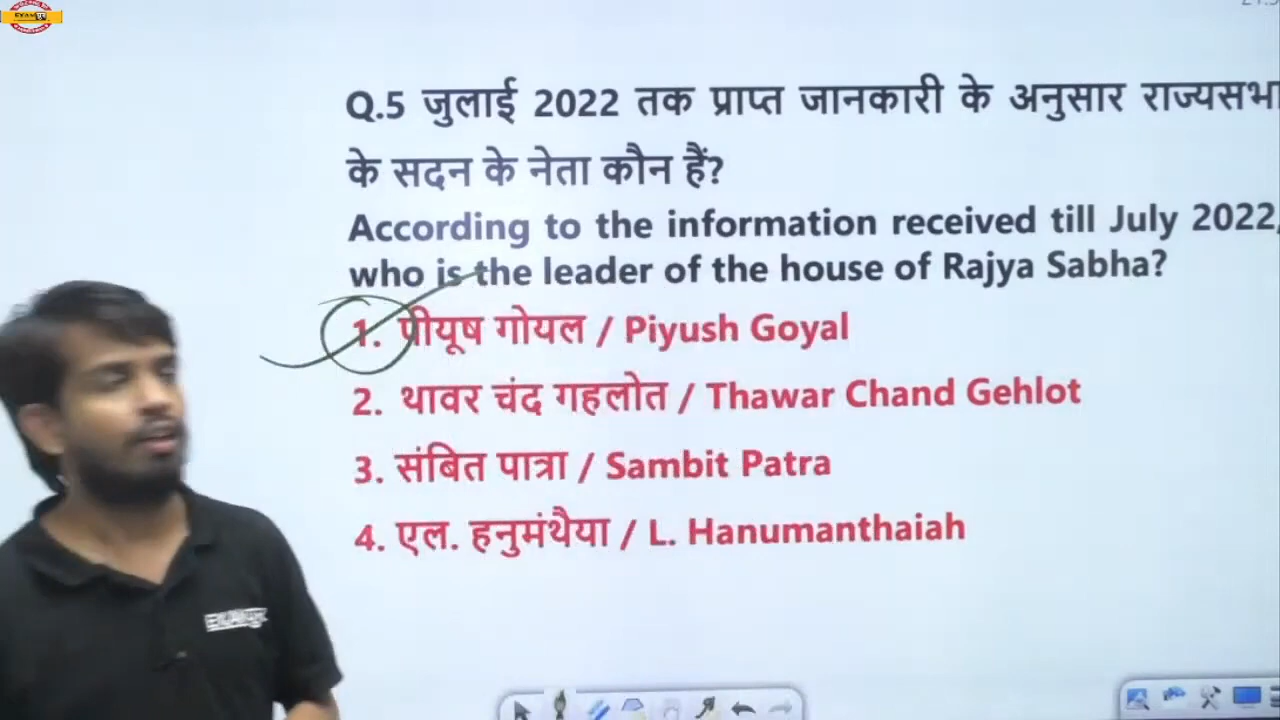 EXAM
Q.5 जुलाई 2022 तक प्राप्त जानकारी के अनुसार राज्यसभा
के सदन के नेता कौन हैं?
According to the information received till July 2022,
who is the leader of the house of Rajya Sabha?
1. पीयूष गोयल / Piyush Goyal
2. थावर चंद गहलोत / Thawar Chand Gehlot
3. संबित पात्रा / Sambit Patra
4. एल. हनुमंथैया / L. Hanumanthaiah